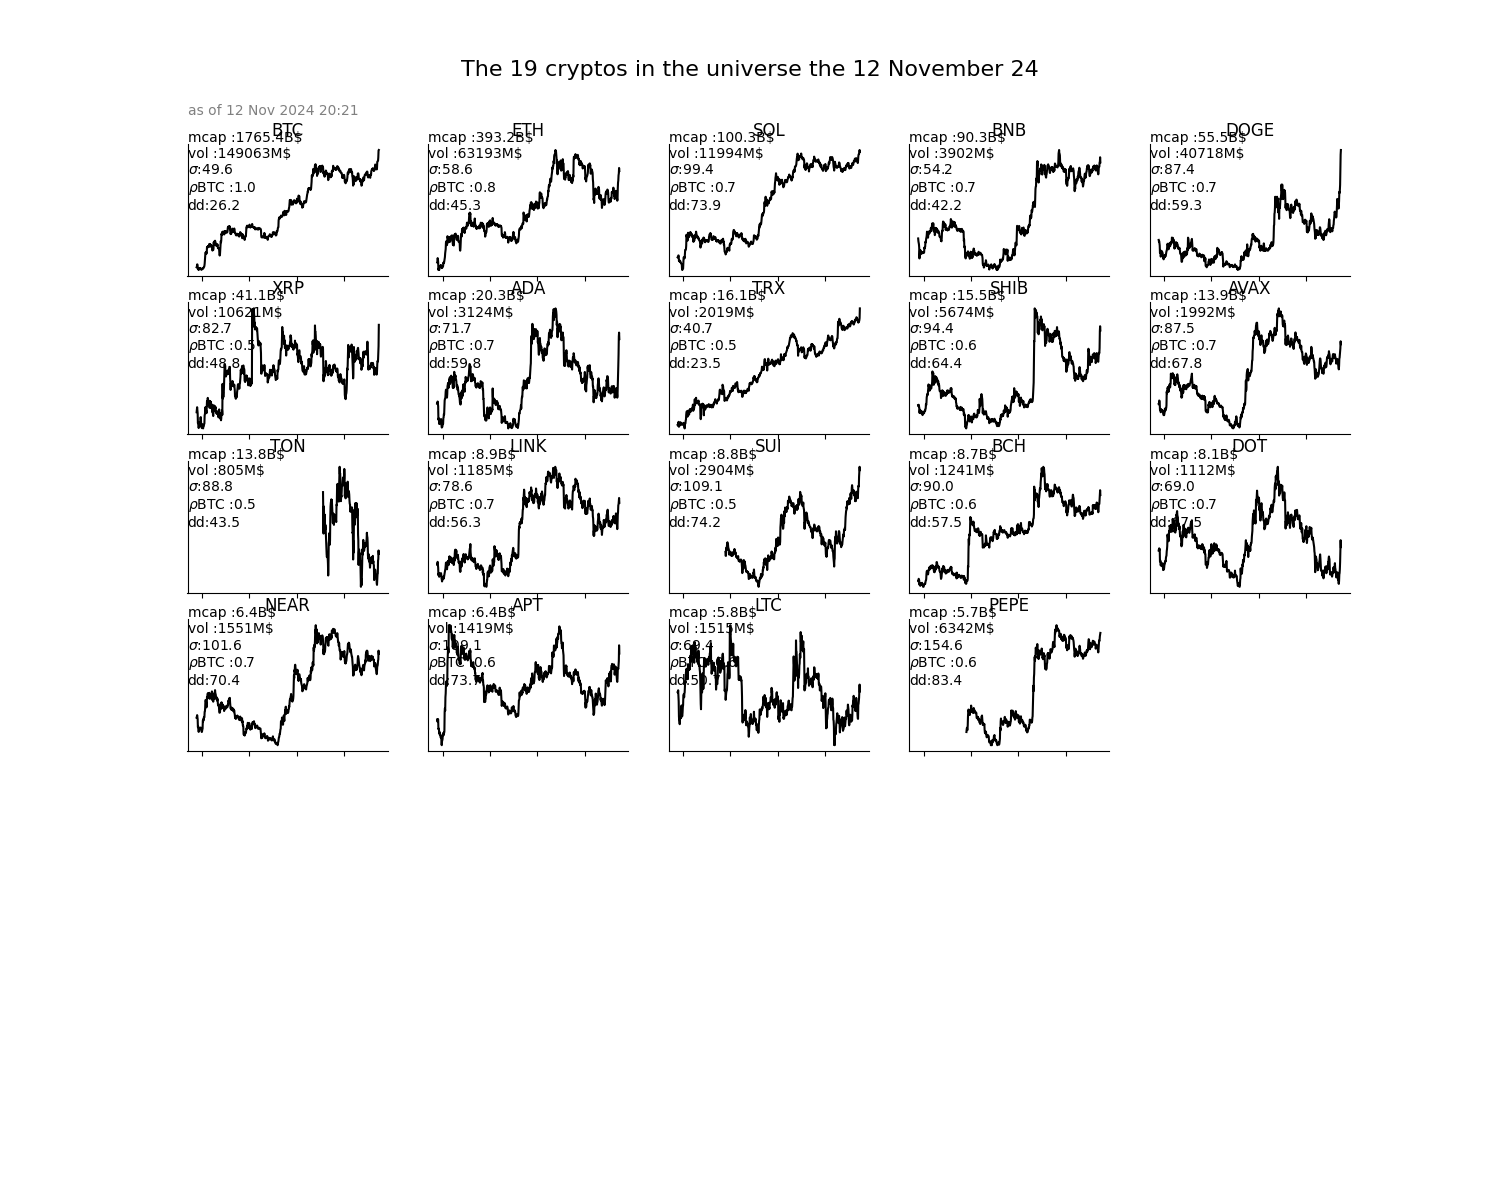 The 19 cryptos in the universe the 12 November 24
as of 12 Nov 2024 20:21
BTC
mcap :1765.4B$
vol :149063M$
σ:49.6
ρBTC :1.0
dd:26.2
ETH
mcap :393.2B$
vol :63193M$
σ:58.6
ρBTC :0.8
dd:45.3
SOL
mcap :100.3B$
vol :11994M$
σ:99.4
ρBTC :0.7
dd:73.9
BNB
mcap :90.3B$
vol :3902M$
σ:54.2
ρBTC :0.7
dd:42.2
DOGE
mcap :55.5B$
vol :40718M$
σ:87.4
ρBTC :0.7
dd:59.3
XRP
mcap :41.1B$
vol :10621M$
σ:82.7
ρBTC :0.5
dd:48.8
ADA
mcap :20.3B$
vol :3124M$
σ:71.7
ρBTC :0.7
dd:59.8
TRX
mcap :16.1B$
vol :2019M$
σ:40.7
ρBTC :0.5
dd:23.5
SHIB
mcap :15.5B$
vol :5674M$
σ:94.4
ρBTC :0.6
dd:64.4
AVAX
mcap :13.9B$
vol :1992M$
σ:87.5
ρBTC :0.7
dd:67.8
TON
mcap :13.8B$
vol :805M$
σ:88.8
ρBTC :0.5
dd:43.5
LINK
mcap :8.9B$
vol :1185M$
σ:78.6
ρBTC :0.7
dd:56.3
SUI
mcap :8.8B$
vol :2904M$
σ:109.1
ρBTC :0.5
dd:74.2
BCH
mcap :8.7B$
vol :1241M$
σ:90.0
ρBTC :0.6
dd:57.5
DOT
mcap :8.1B$
vol :1112M$
σ:69.0
ρBTC :0.7
NEAR
mcap :6.4B$
vol :1551M$
σ:101.6
ρBTC :0.7
dd:70.4
APT
mcap :6.4B$
vol :1419M$
σ:109.1
ρBTC :0.6
LTC
mcap :5.8B$
vol :1515M$
σ:69.4
PEPE
mcap :5.7B$
vol :6342M$
σ:154.6
ρBTC :0.6
dd:83.4